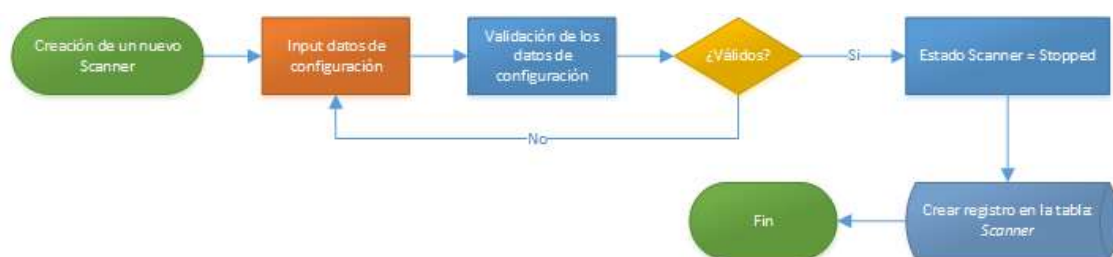 Creación de un nuevo
Scanner
Input datos de
configuración
Validación de los
datos de
configuración
¿Válidos?
Si
Estado Scanner = Stopped
No
Fin
Crear registro en la tabla:
Scanner